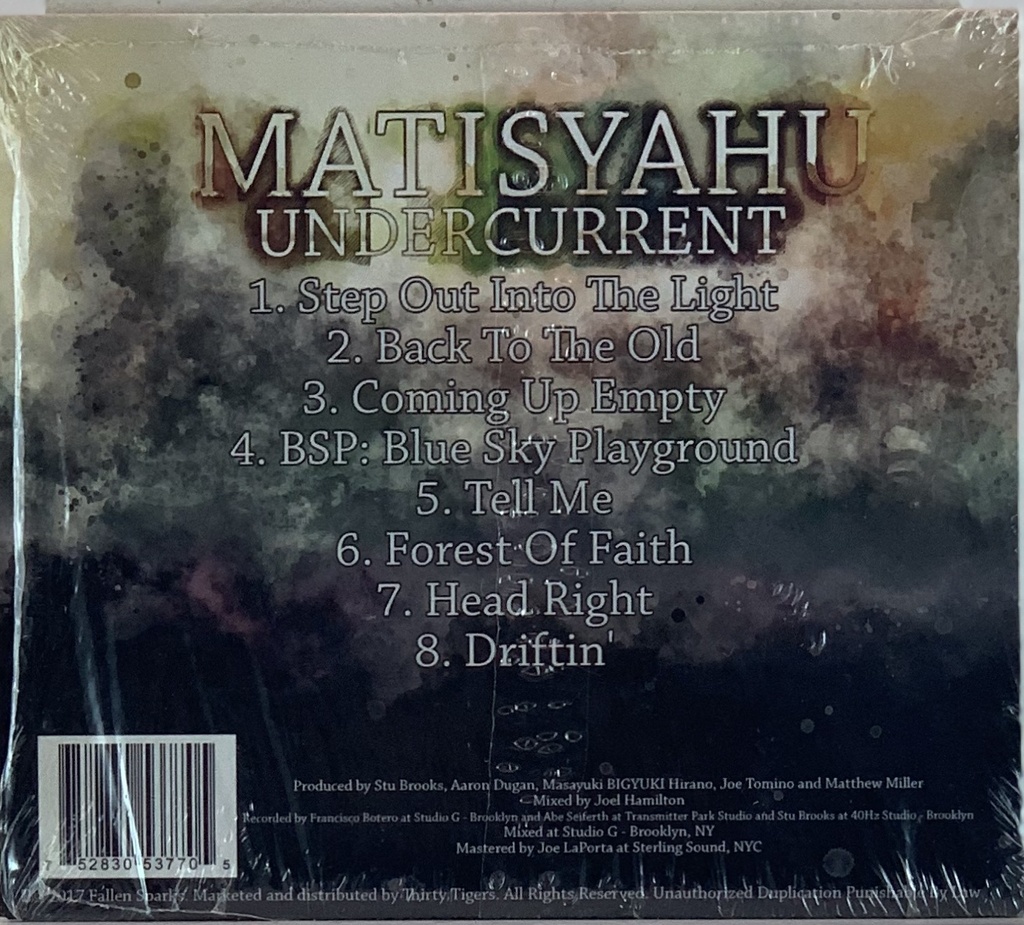 MATISYAHU
UNDERCURRENT
1. Step Out Into The Light
2. Back To The Old
3. Coming Up Empty
4. BSP: Blue Sky Playground
5. Tell Me
6. Forest Of Faith
7. Head Right
8. Driftin'
Produced by Stu Brooks, Aaron Dugan, Masayuki BIGYUKI Hirano, Joe Tomino and Matthew Miller
Mixed by Joel Hamilton
Recorded by Francisco Botero at Studio G - Brooklyn and Abe Seiferth at Transmitter Park Studio and Stu Brooks at 40Hz Studio - Brooklyn
Mixed at Studio G - Brooklyn, NY
Mastered by Joe LaPorta at Sterling Sound, NYC
7 52830 53770 5
2017 Fallen Sparks. Marketed and distributed by Thirty Tigers. All Rights Reserved. Unauthorized Duplication Punishable By Law.